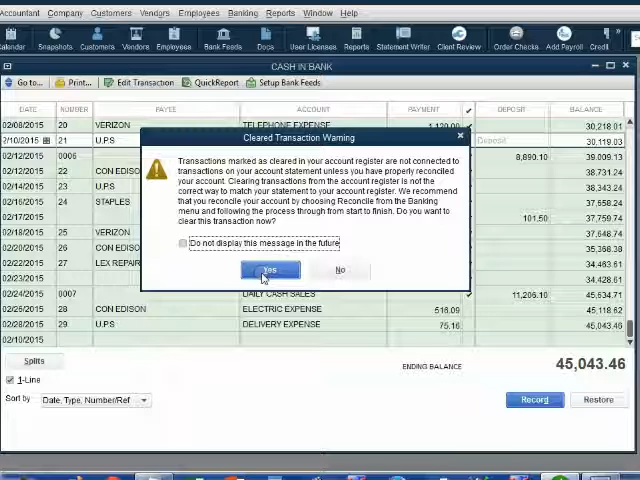 Accountant Company Customers Vendors Employees Banking Reports Window Help
Calendar Snapshots Customers Vendors Employees Bank Feeds Docs User Licenses Reports Statement Writer Client Review Order Checks Add Payroll Credit
CASH IN BANK
Go to... Print... Edit Transaction QuickReport Setup Bank Feeds
DATE NUMBER PAYEE ACCOUNT PAYMENT ✓ DEPOSIT BALANCE
02/08/2015 20 VERIZON TELEPHONE EXPENSE 1,120.00 30,218.01
2/10/2015 21 U.P.S Deposit 30,119.03
02/12/2015 0006 8,890.10 39,009.13
02/12/2015 22 CON EDISO 38,731.24
02/14/2015 23 U.P.S 38,343.24
02/16/2015 24 STAPLES 37,658.24
02/17/2015 101.50 37,759.74
02/18/2015 25 VERIZON 37,648.74
02/20/2015 26 CON EDISO 35,368.38
02/22/2015 27 LEX REPAIR 34,463.61
02/23/2015 34,428.61
02/24/2015 0007 DAILY CASH SALES 11,206.10 45,634.71
02/26/2015 28 CON EDISON ELECTRIC EXPENSE 516.09 45,118.62
02/28/2015 29 U.P.S DELIVERY EXPENSE 75.16 45,043.46
02/10/2015
Cleared Transaction Warning
Transactions marked as cleared in your account register are not connected to
transactions on your account statement unless you have properly reconciled
your account. Clearing transactions from the account register is not the
correct way to match your statement to your account register. We recommend
that you reconcile your account by choosing Reconcile from the Banking
menu and following the process through from start to finish. Do you want to
clear this transaction now?
Do not display this message in the future
Yes No
Splits
ENDING BALANCE 45,043.46
1-Line
Sort by Date, Type, Number/Ref
Record Restore